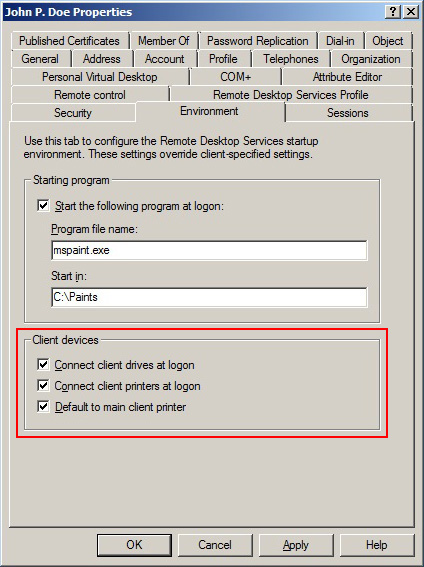 John P. Doe Properties
Published Certificates Member Of Password Replication Dial-in Object
General Address Account Profile Telephones Organization
Personal Virtual Desktop COM+ Attribute Editor
Remote control Remote Desktop Services Profile
Security Environment Sessions
Use this tab to configure the Remote Desktop Services startup
environment. These settings override client-specified settings.
Starting program
Start the following program at logon:
Program file name:
mspaint.exe
Start in:
C:\Paints
Client devices
Connect client drives at logon
Connect client printers at logon
Default to main client printer
OK Cancel Apply Help